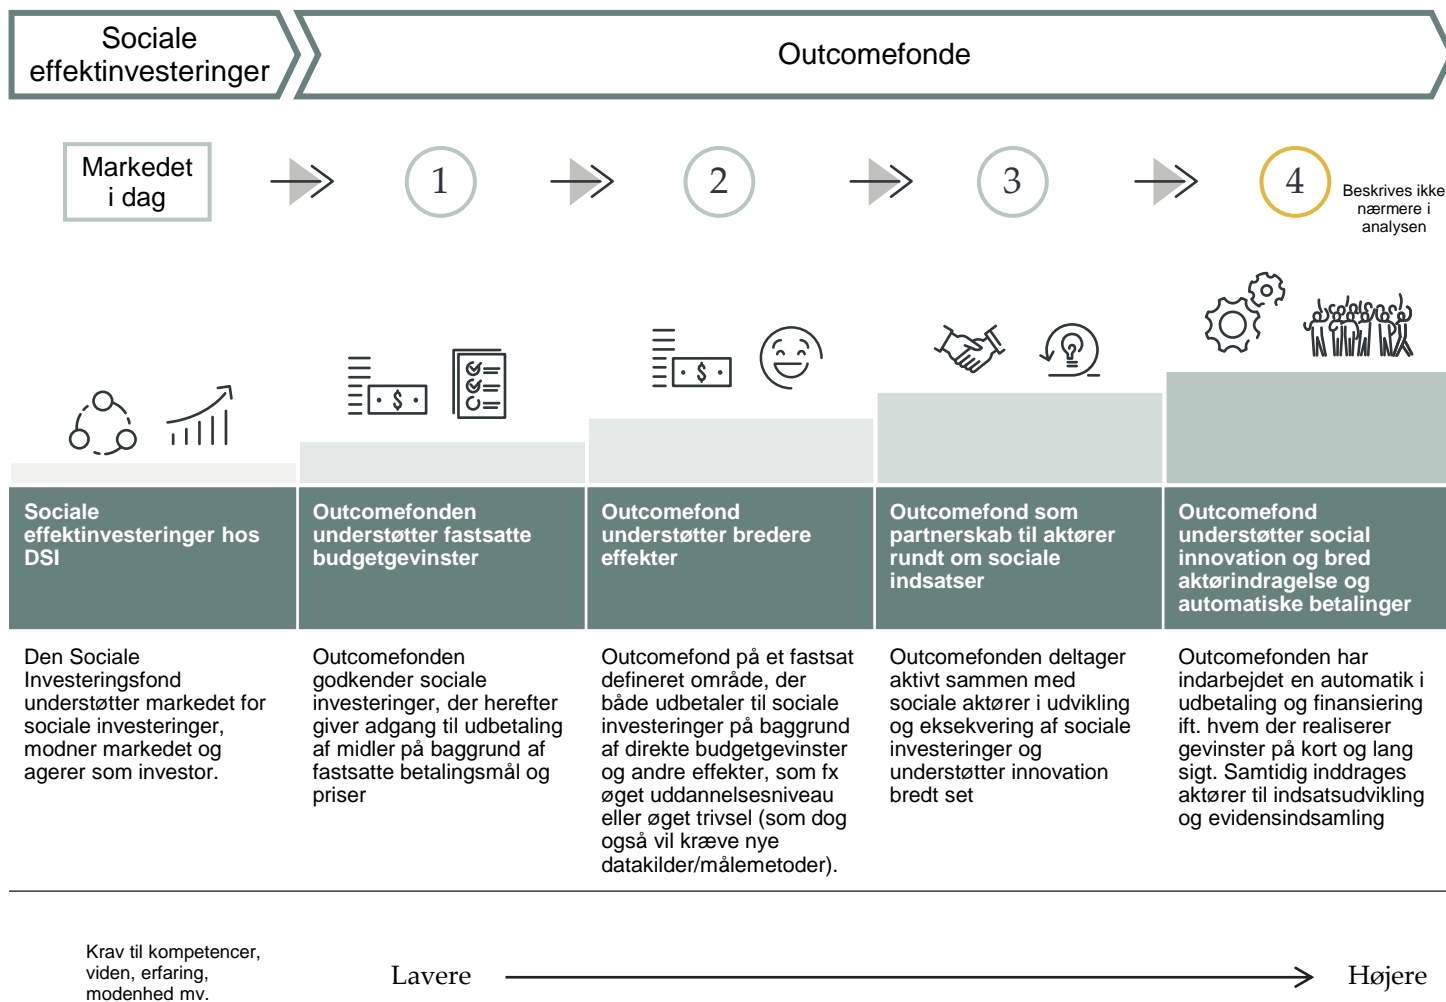 Sociale
effektinvesteringer
Outcomefonde
Markedet
i dag
1
2
3
4
Beskrives ikke
nærmere i
analysen
$
$
Sociale
effektinvesteringer hos
DSI
Outcomefonden
understøtter fastsatte
budgetgevinster
Outcomefond
understøtter bredere
effekter
Outcomefond som
partnerskab til aktører
rundt om sociale
indsatser
Outcomefond
understøtter social
innovation og bred
aktørindragelse og
automatiske betalinger
Den Sociale
Investeringsfond
understøtter markedet for
sociale investeringer,
modner markedet og
agerer som investor.
Outcomefonden
godkender sociale
investeringer, der herefter
giver adgang til udbetaling
af midler på baggrund af
fastsatte betalingsmål og
priser
Outcomefond på et fastsat
defineret område, der
både udbetaler til sociale
investeringer på baggrund
af direkte budgetgevinster
og andre effekter, som fx
øget uddannelsesniveau
eller øget trivsel (som dog
også vil kræve nye
datakilder/målemetoder).
Outcomefonden deltager
aktivt sammen med
sociale aktører i udvikling
og eksekvering af sociale
investeringer og
understøtter innovation
bredt set
Outcomefonden har
indarbejdet en automatik i
udbetaling og finansiering
ift. hvem der realiserer
gevinster på kort og lang
sigt. Samtidig inddrages
aktører til indsatsudvikling
og evidensindsamling
Krav til kompetencer,
viden, erfaring,
modenhed mv.
Lavere
Højere